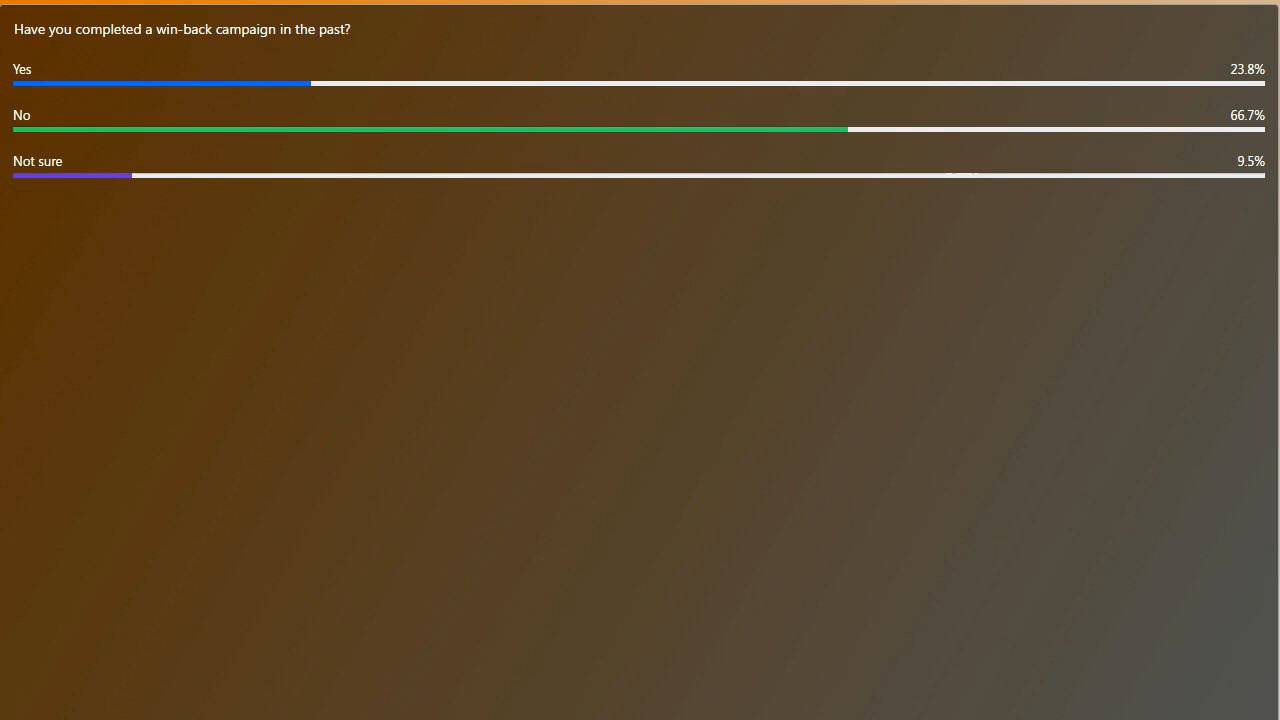 Have you completed a win-back campaign in the past?
Yes 23.8%
No 66.7%
Not sure 9.5%